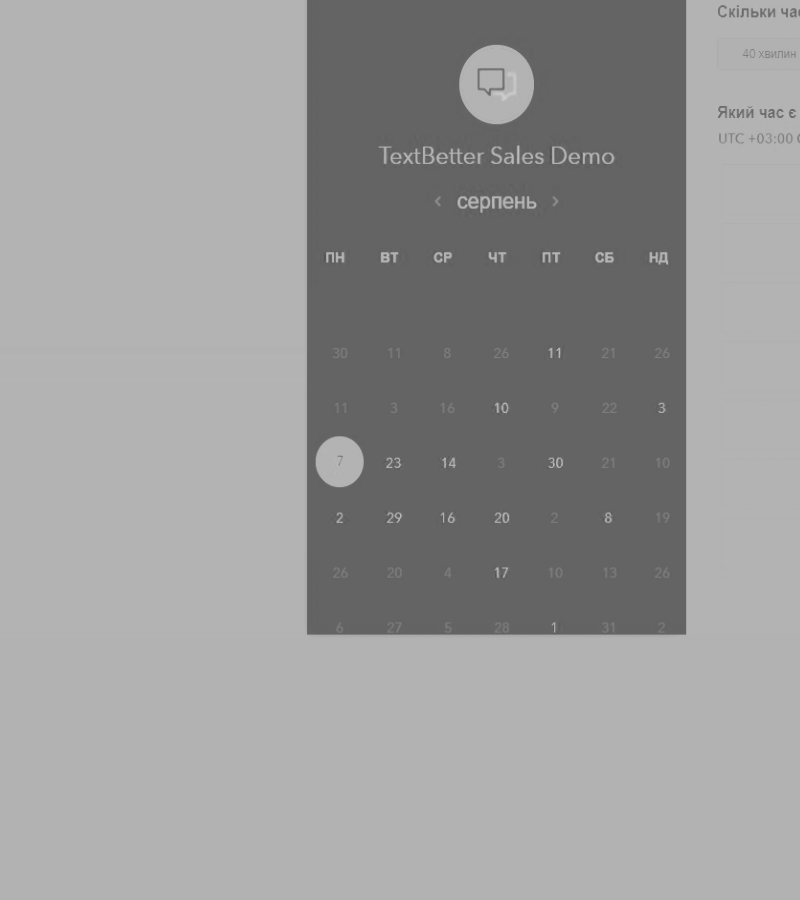 TextBetter Sales Demo
‹ серпень ›
ПН ВТ СР ЧТ ПТ СБ НД
30 11 8 26 11 21 26
11 3 16 10 9 22 3
7 23 14 3 30 21 10
2 29 16 20 2 8 19
26 20 4 17 10 13 26
6 27 5 28 1 31 2
Скільки
40 хвилин
Який час є
UTC +03:00